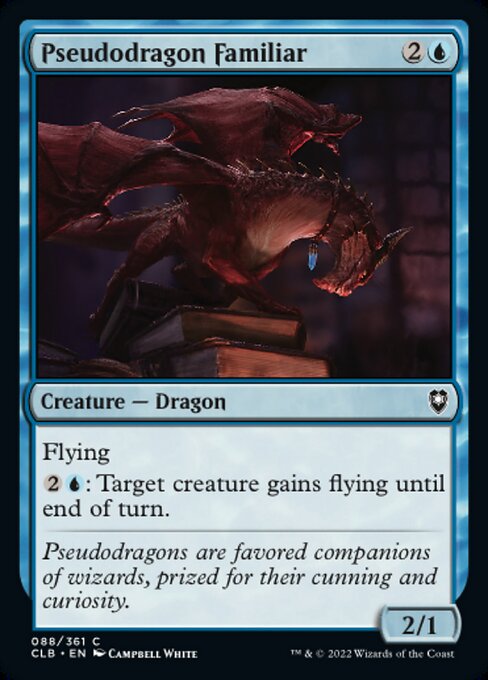 Pseudodragon Familiar 2
Creature — Dragon
Flying
2: Target creature gains flying until
end of turn.
Pseudodragons are favored companions
of wizards, prized for their cunning and
curiosity.
2/1
088/361 C
CLB • EN Campbell White
™ & © 2022 Wizards of the Coast